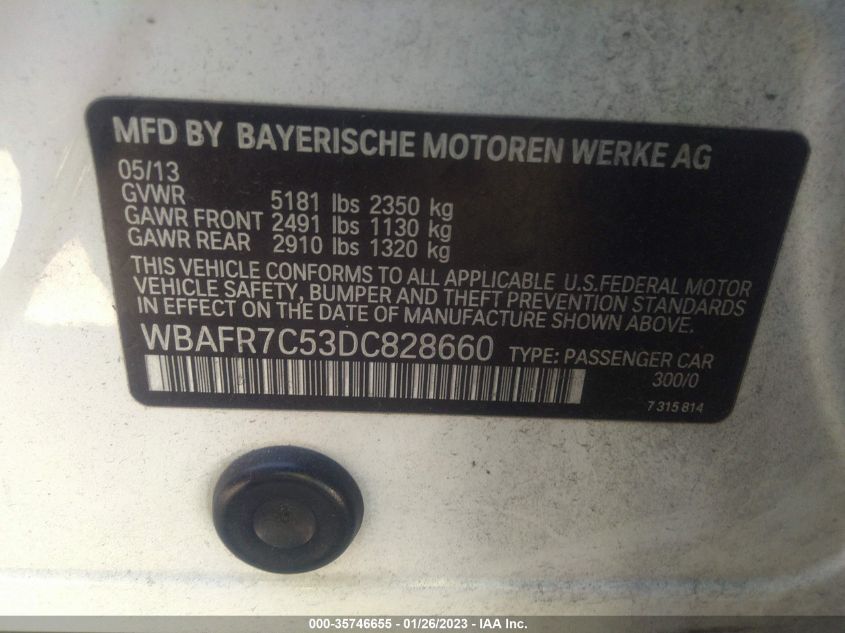 MFD BY BAYERISCHE MOTOREN WERKE AG
05/13
GVWR 5181 lbs 2350 kg
GAWR FRONT 2491 lbs 1130 kg
GAWR REAR 2910 lbs 1320 kg
THIS VEHICLE CONFORMS TO ALL APPLICABLE U.S.FEDERAL MOTOR
VEHICLE SAFETY, BUMPER AND THEFT PREVENTION STANDARDS
IN EFFECT ON THE DATE OF MANUFACTURE SHOWN ABOVE.
WBAFR7C53DC828660 TYPE: PASSENGER CAR
300/0
7 315 814
000-35746655 - 01/26/2023 - IAA Inc.